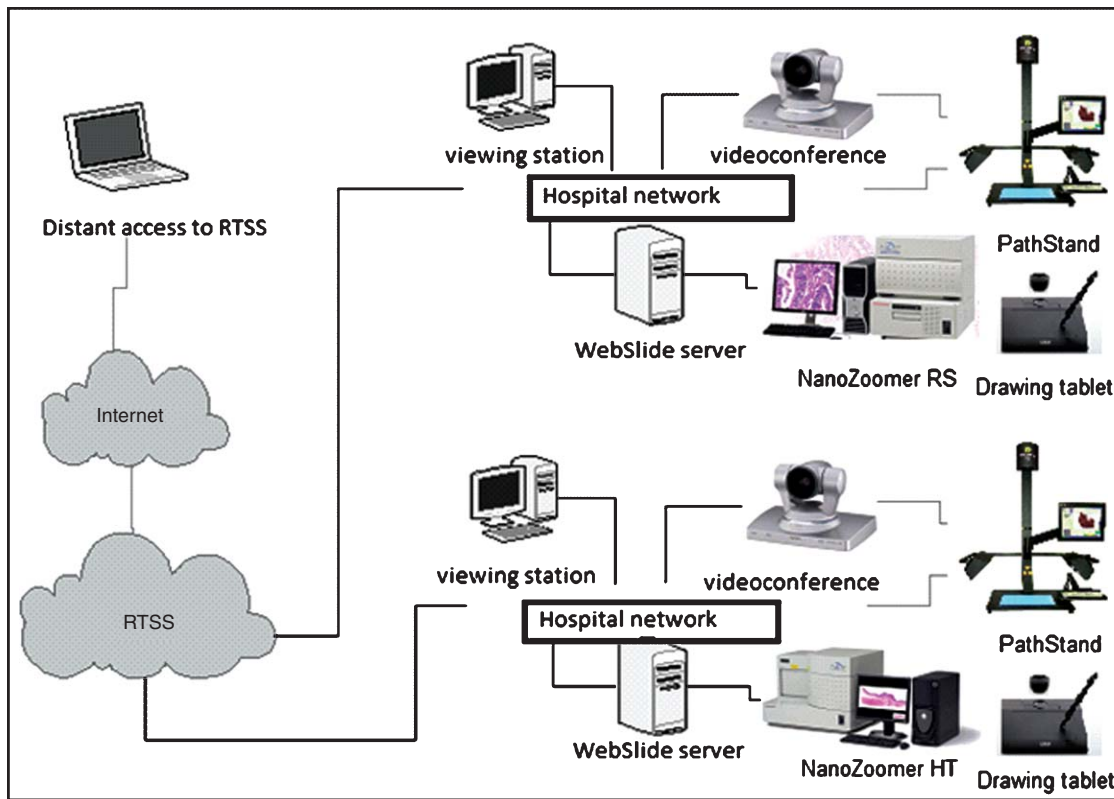 viewing station
videoconference
Distant access to RTSS
Hospital network
PathStand
WebSlide server
NanoZoomer RS
Drawing tablet
Internet
viewing station
videoconference
RTSS
Hospital network
PathStand
WebSlide server
NanoZoomer HT
Drawing tablet